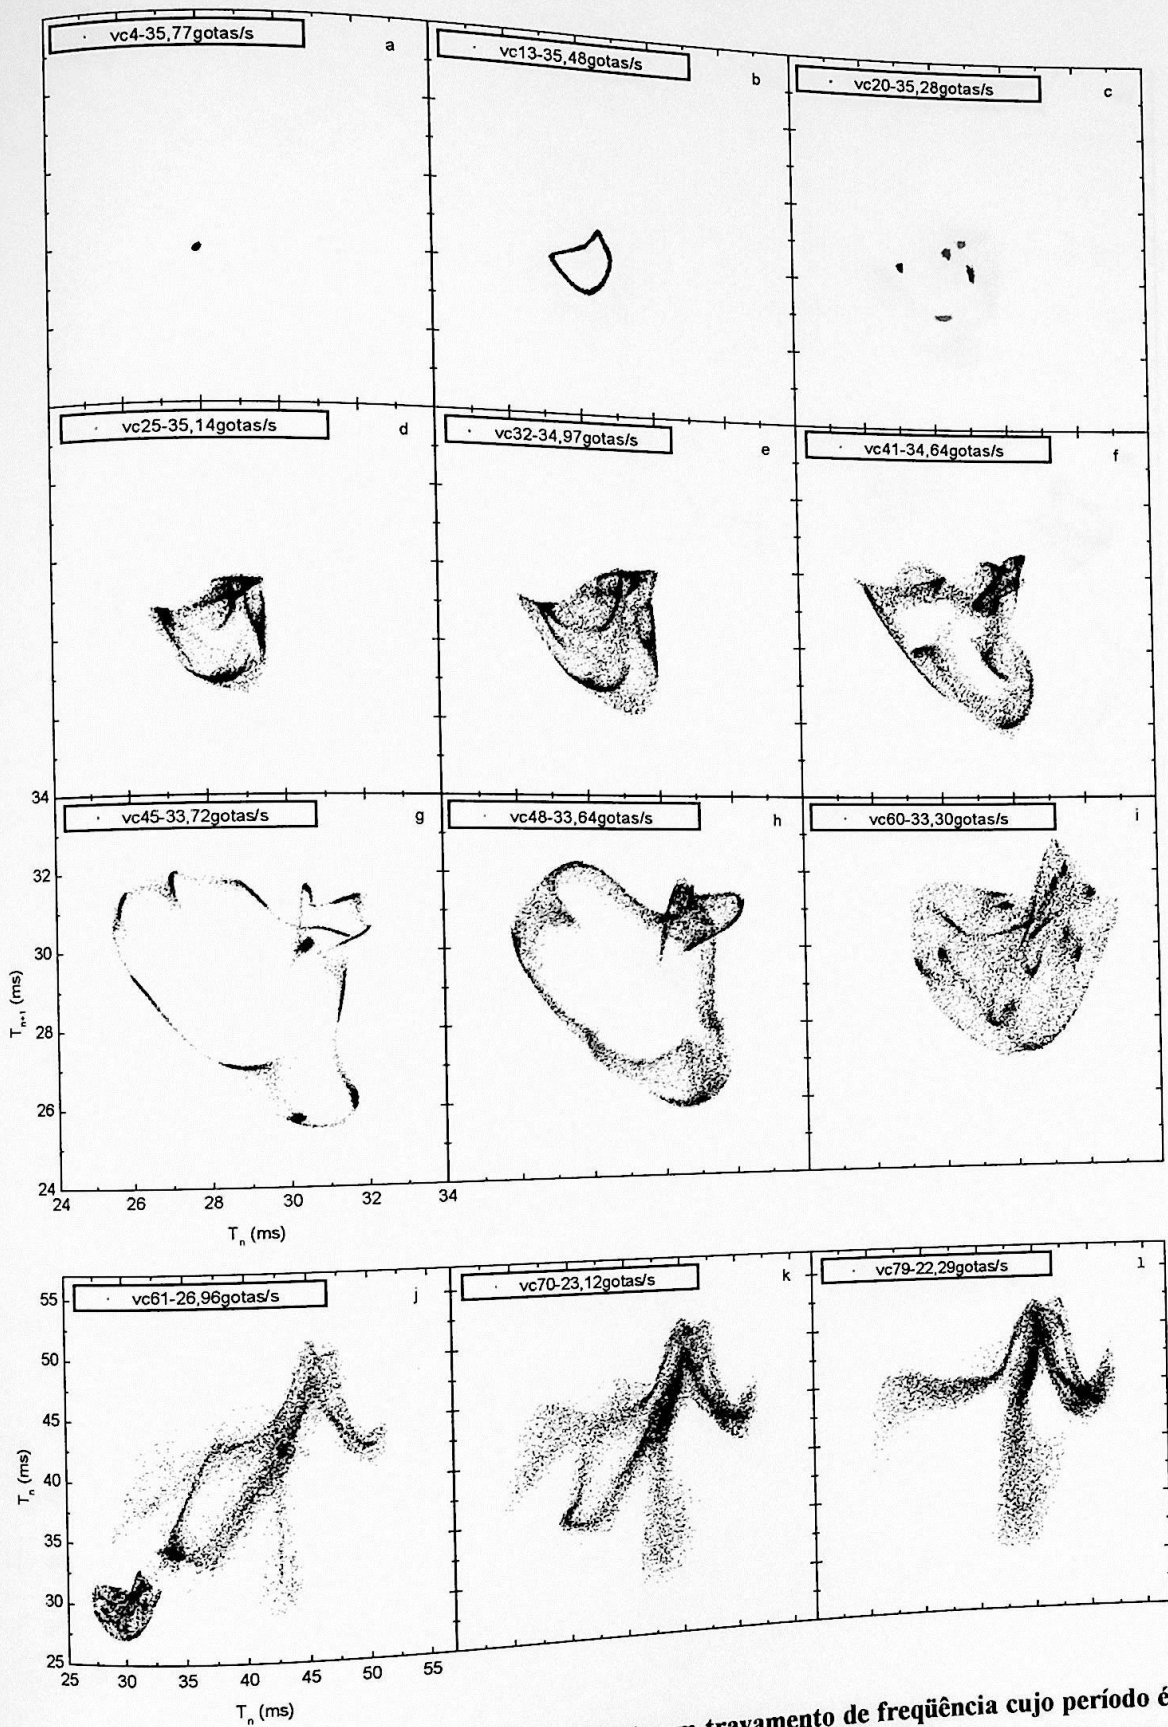 vc4-35,77gotas/s a
vc13-35,48gotas/s b
vc20-35,28gotas/s c
vc25-35,14gotas/s d
vc32-34,97gotas/s e
vc41-34,64gotas/s f
34
vc45-33,72gotas/s g
vc48-33,64gotas/s h
vc60-33,30gotas/s i
32
30
T_{n+1} (ms)
28
26
24
24 26 28 30 32 34
T_n (ms)
vc61-26,96gotas/s j
vc70-23,12gotas/s k
vc79-22,29gotas/s l
55
50
45
T_n (ms)
40
35
30
25
25 30 35 40 45 50 55
T_n (ms)
travamento de freqüência cujo período é